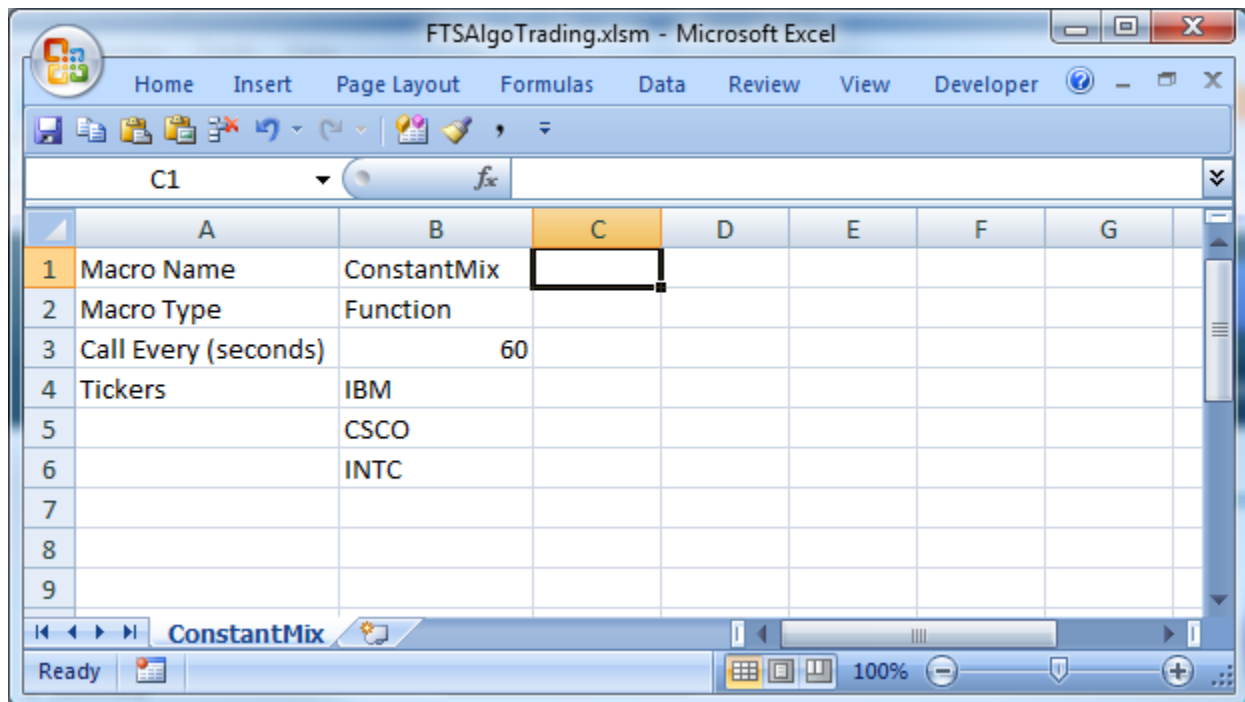 FTSAlgoTrading.xlsm - Microsoft Excel
Home Insert Page Layout Formulas Data Review View Developer
C1 fx
A B C D E F G
1 Macro Name ConstantMix
2 Macro Type Function
3 Call Every (seconds) 60
4 Tickers IBM
5 CSCO
6 INTC
7
8
9
ConstantMix
Ready 100%